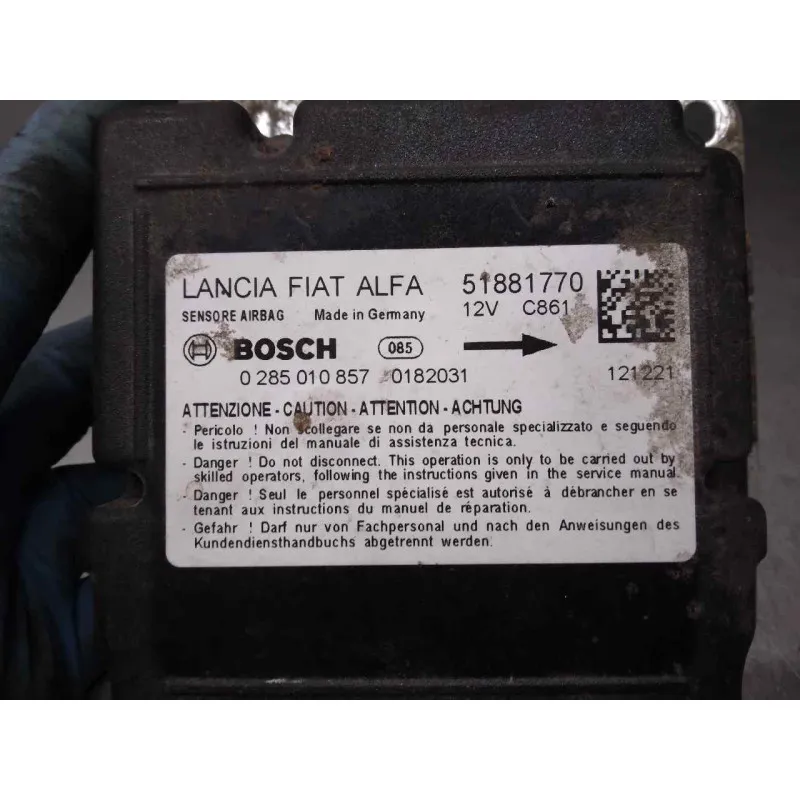 LANCIA FIAT ALFA 51881770
SENSORE AIRBAG Made in Germany 12V C861
BOSCH 085
0 285 010 857 0182031 121221
ATTENZIONE - CAUTION - ATTENTION - ACHTUNG
- Pericolo ! Non scollegare se non da personale specializzato e seguendo
le istruzioni del manuale di assistenza tecnica.
- Danger ! Do not disconnect. This operation is only to be carried out by
skilled operators, following the instructions given in the service manual.
- Danger ! Seul le personnel spécialisé est autorisé à débrancher en se
tenant aux instructions du manuel de réparation.
- Gefahr ! Darf nur von Fachpersonal und nach den Anweisungen des
Kundendiensthandbuchs abgetrennt werden.